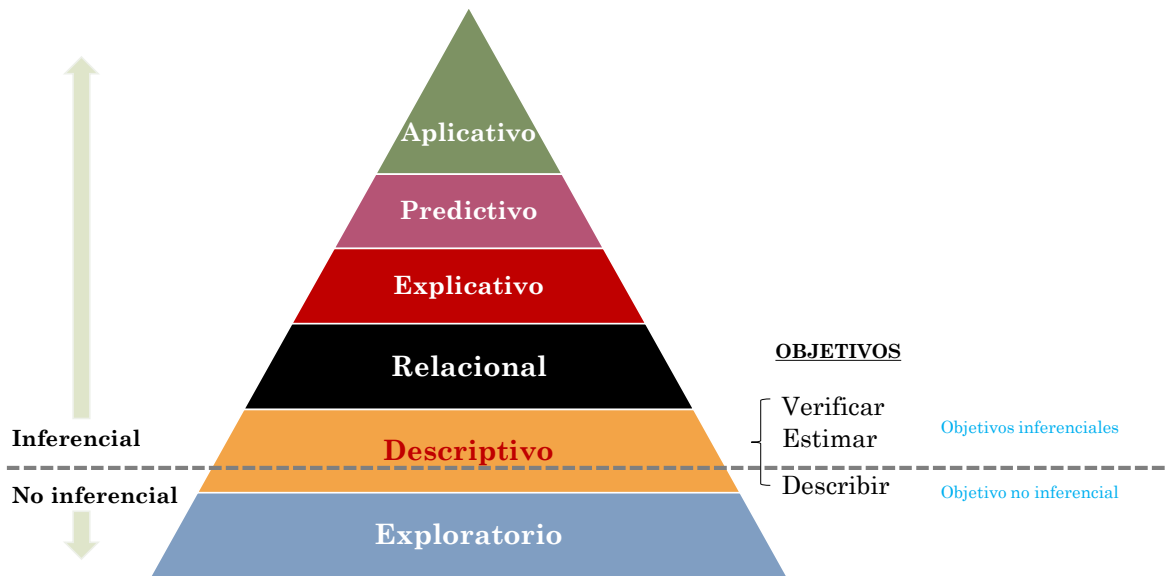 Aplicativo
Predictivo
Explicativo
Relacional
Descriptivo
Exploratorio
Inferencial
No inferencial
OBJETIVOS
Verificar
Estimar
Describir
Objetivos inferenciales
Objetivo no inferencial